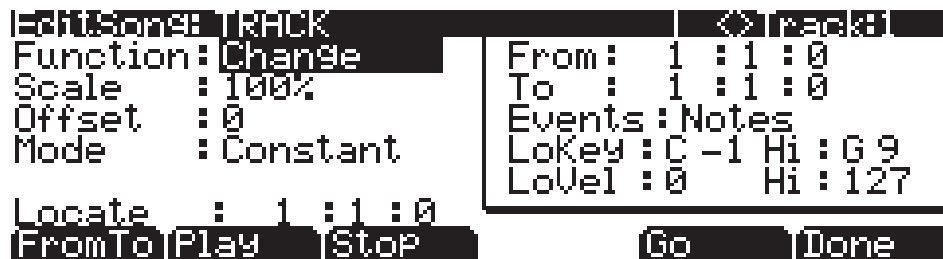 EditSong:TRACK <>Track:1
Function:Change
Scale :100%
Offset :0
Mode :Constant
Locate : 1 :1 :0
From: 1 :1 :0
To : 1 :1 :0
Events:Notes
LoKey:C -1 Hi:G 9
LoVel:0 Hi:127
FromTo Play Stop Go Done